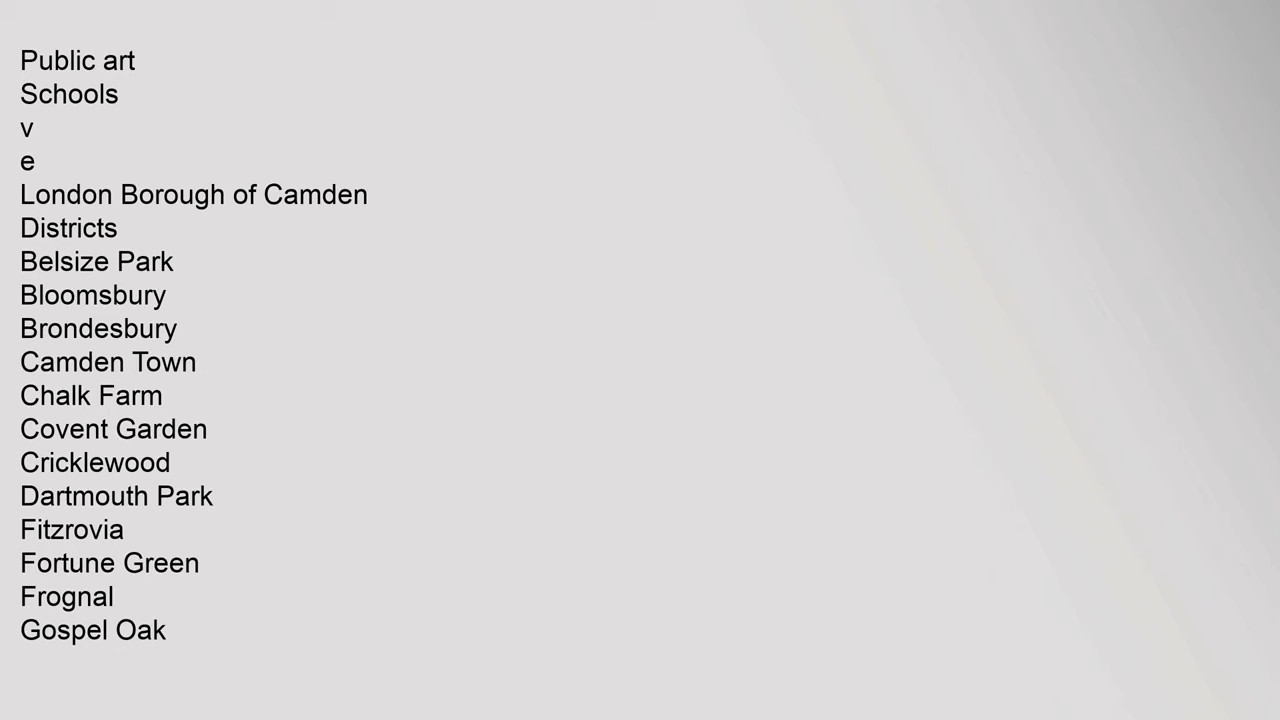 Public art
Schools
v
e
London Borough of Camden
Districts
Belsize Park
Bloomsbury
Brondesbury
Camden Town
Chalk Farm
Covent Garden
Cricklewood
Dartmouth Park
Fitzrovia
Fortune Green
Frognal
Gospel Oak